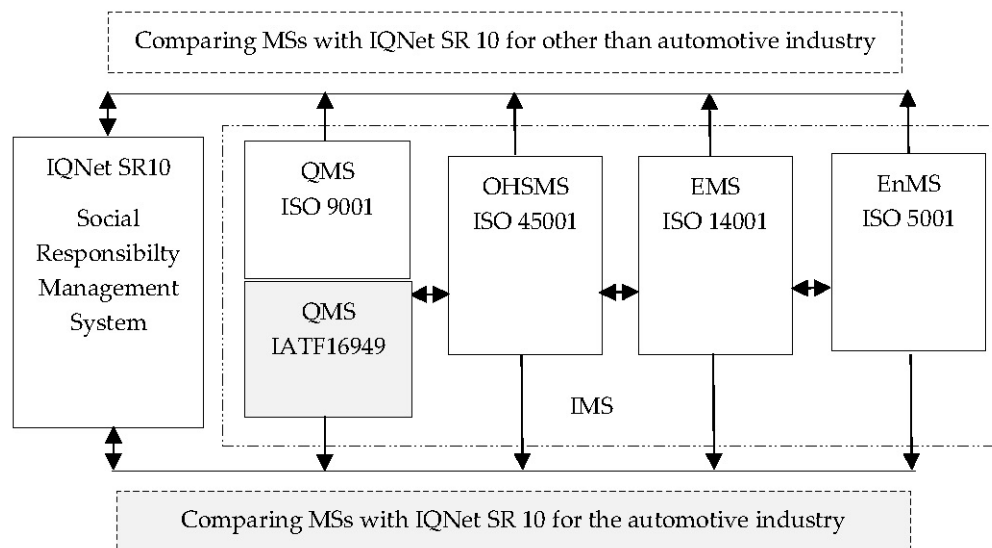 Comparing MSs with IQNet SR 10 for other than automotive industry
IQNet SR10
Social
Responsibilty
Management
System
QMS
ISO 9001
QMS
IATF16949
OHSMS
ISO 45001
EMS
ISO 14001
EnMS
ISO 5001
IMS
Comparing MSs with IQNet SR 10 for the automotive industry